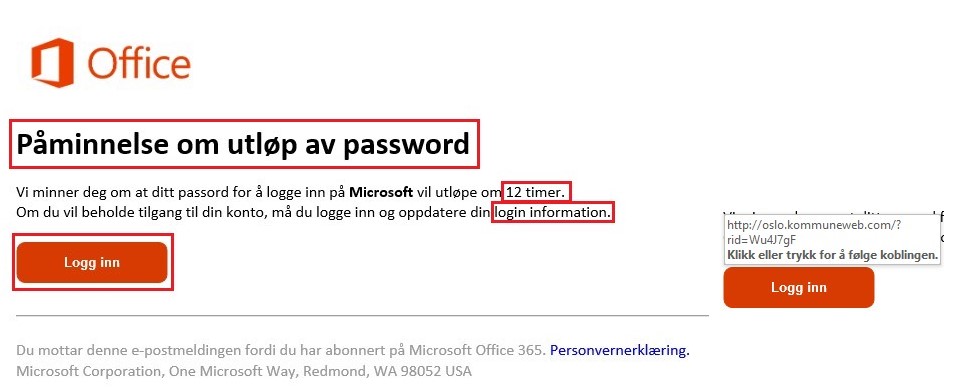 Office
Påminnelse om utløp av password
Vi minner deg om at ditt passord for å logge inn på Microsoft vil utløpe om 12 timer.
Om du vil beholde tilgang til din konto, må du logge inn og oppdatere din login information.
Logg inn
http://oslo.kommuneweb.com/?
rid=Wu4J7gF
Klikk eller trykk for å følge koblingen.
Logg inn
Du mottar denne e-postmeldingen fordi du har abonnert på Microsoft Office 365. Personvernerklæring.
Microsoft Corporation, One Microsoft Way, Redmond, WA 98052 USA